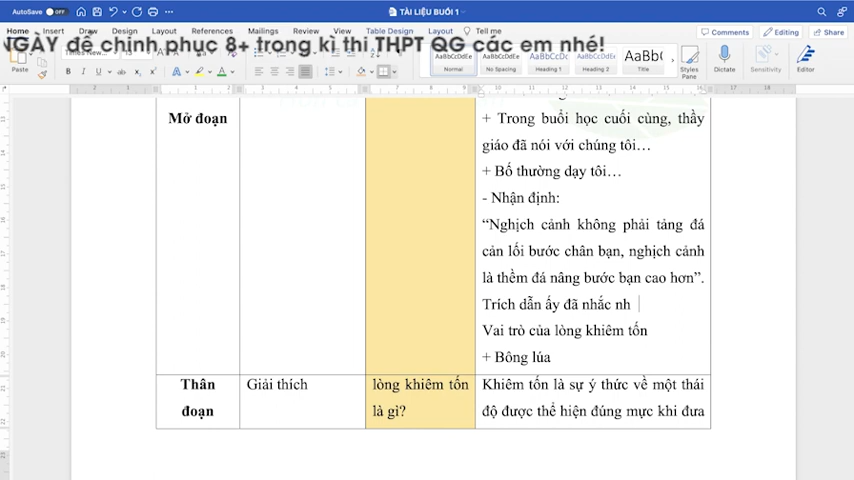 AutoSave OFF TÀI LIỆU BUỔI 1
Home Insert Draw Design Layout References Mailings Review View Table Design Layout Tell me Comments Editing Share
NGÀY để chinh phục 8+ trong kì thi THPT QG các em nhé!
Paste B I U ab x x A
AaBbCcDdEe Normal AaBbCcDdEe No Spacing AaBbCcDc Heading 1 AaBbCcDdEe Heading 2 AaBbC Title Styles Pane Dictate Sensitivity Editor
Mở đoạn
+ Trong buổi học cuối cùng, thầy
giáo đã nói với chúng tôi…
+ Bố thường dạy tôi…
- Nhận định:
“Nghịch cảnh không phải tảng đá
cản lối bước chân bạn, nghịch cảnh
là thềm đá nâng bước bạn cao hơn”.
Trích dẫn ấy đã nhắc nh
Vai trò của lòng khiêm tốn
+ Bông lúa
Thân
đoạn
Giải thích
lòng khiêm tốn
là gì?
Khiêm tốn là sự ý thức về một thái
độ được thể hiện đúng mực khi đưa